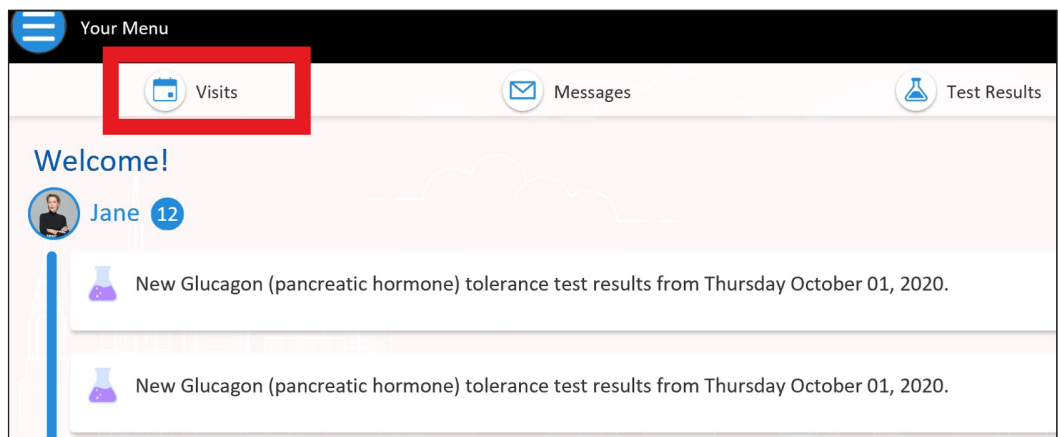 Your Menu
Visits
Messages
Test Results
Welcome!
Jane 12
New Glucagon (pancreatic hormone) tolerance test results from Thursday October 01, 2020.
New Glucagon (pancreatic hormone) tolerance test results from Thursday October 01, 2020.